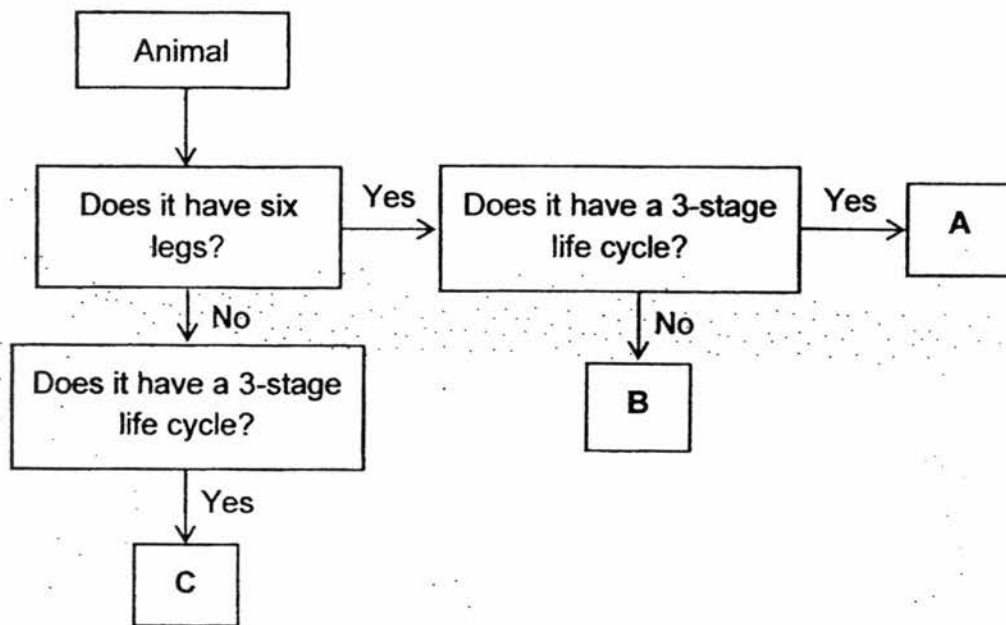 Animal
Does it have six
legs?
Yes
Does it have a 3-stage
life cycle?
Yes
A
No
No
Does it have a 3-stage
life cycle?
B
Yes
C